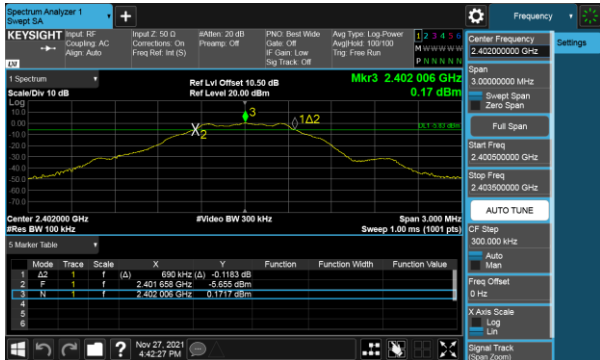 Spectrum Analyzer 1
Swept SA
Frequency
KEYSIGHT
Input: RF
Coupling: AC
Align: Auto
Input Z: 50 Ω
Corrections: On
Freq Ref: Int (S)
#Atten: 20 dB
Preamp: Off
PNO: Best Wide
Gate: Off
IF Gain: Low
Sig Track: Off
Avg Type: Log-Power
Avg|Hold: 100/100
Trig: Free Run
1 2 3 4 5 6
M W W W W W
P N N N N N
Settings
Center Frequency
2.402000000 GHz
Span
3.00000000 MHz
Swept Span
Zero Span
Full Span
Start Freq
2.400500000 GHz
Stop Freq
2.403500000 GHz
AUTO TUNE
CF Step
300.000 kHz
Auto
Man
Freq Offset
0 Hz
X Axis Scale
Log
Lin
Signal Track
(Span Zoom)
1 Spectrum
Scale/Div 10 dB
Ref Lvl Offset 10.50 dB
Ref Level 20.00 dBm
Mkr3 2.402 006 GHz
0.17 dBm
Log
10.0
0.00
-10.0
-20.0
-30.0
-40.0
-50.0
-60.0
-70.0
3
1Δ2
2
DL1 -5.83 dBm
Center 2.402000 GHz
#Res BW 100 kHz
#Video BW 300 kHz
Span 3.000 MHz
Sweep 1.00 ms (1001 pts)
5 Marker Table
Mode Trace Scale X Y Function Function Width Function Value
1 Δ2 1 f (Δ) 690 kHz (Δ) -0.1183 dB
2 F 1 f 2.401 658 GHz -5.655 dBm
3 N 1 f 2.402 006 GHz 0.1717 dBm
4
5
6
?
Nov 27, 2021
4:42:27 PM